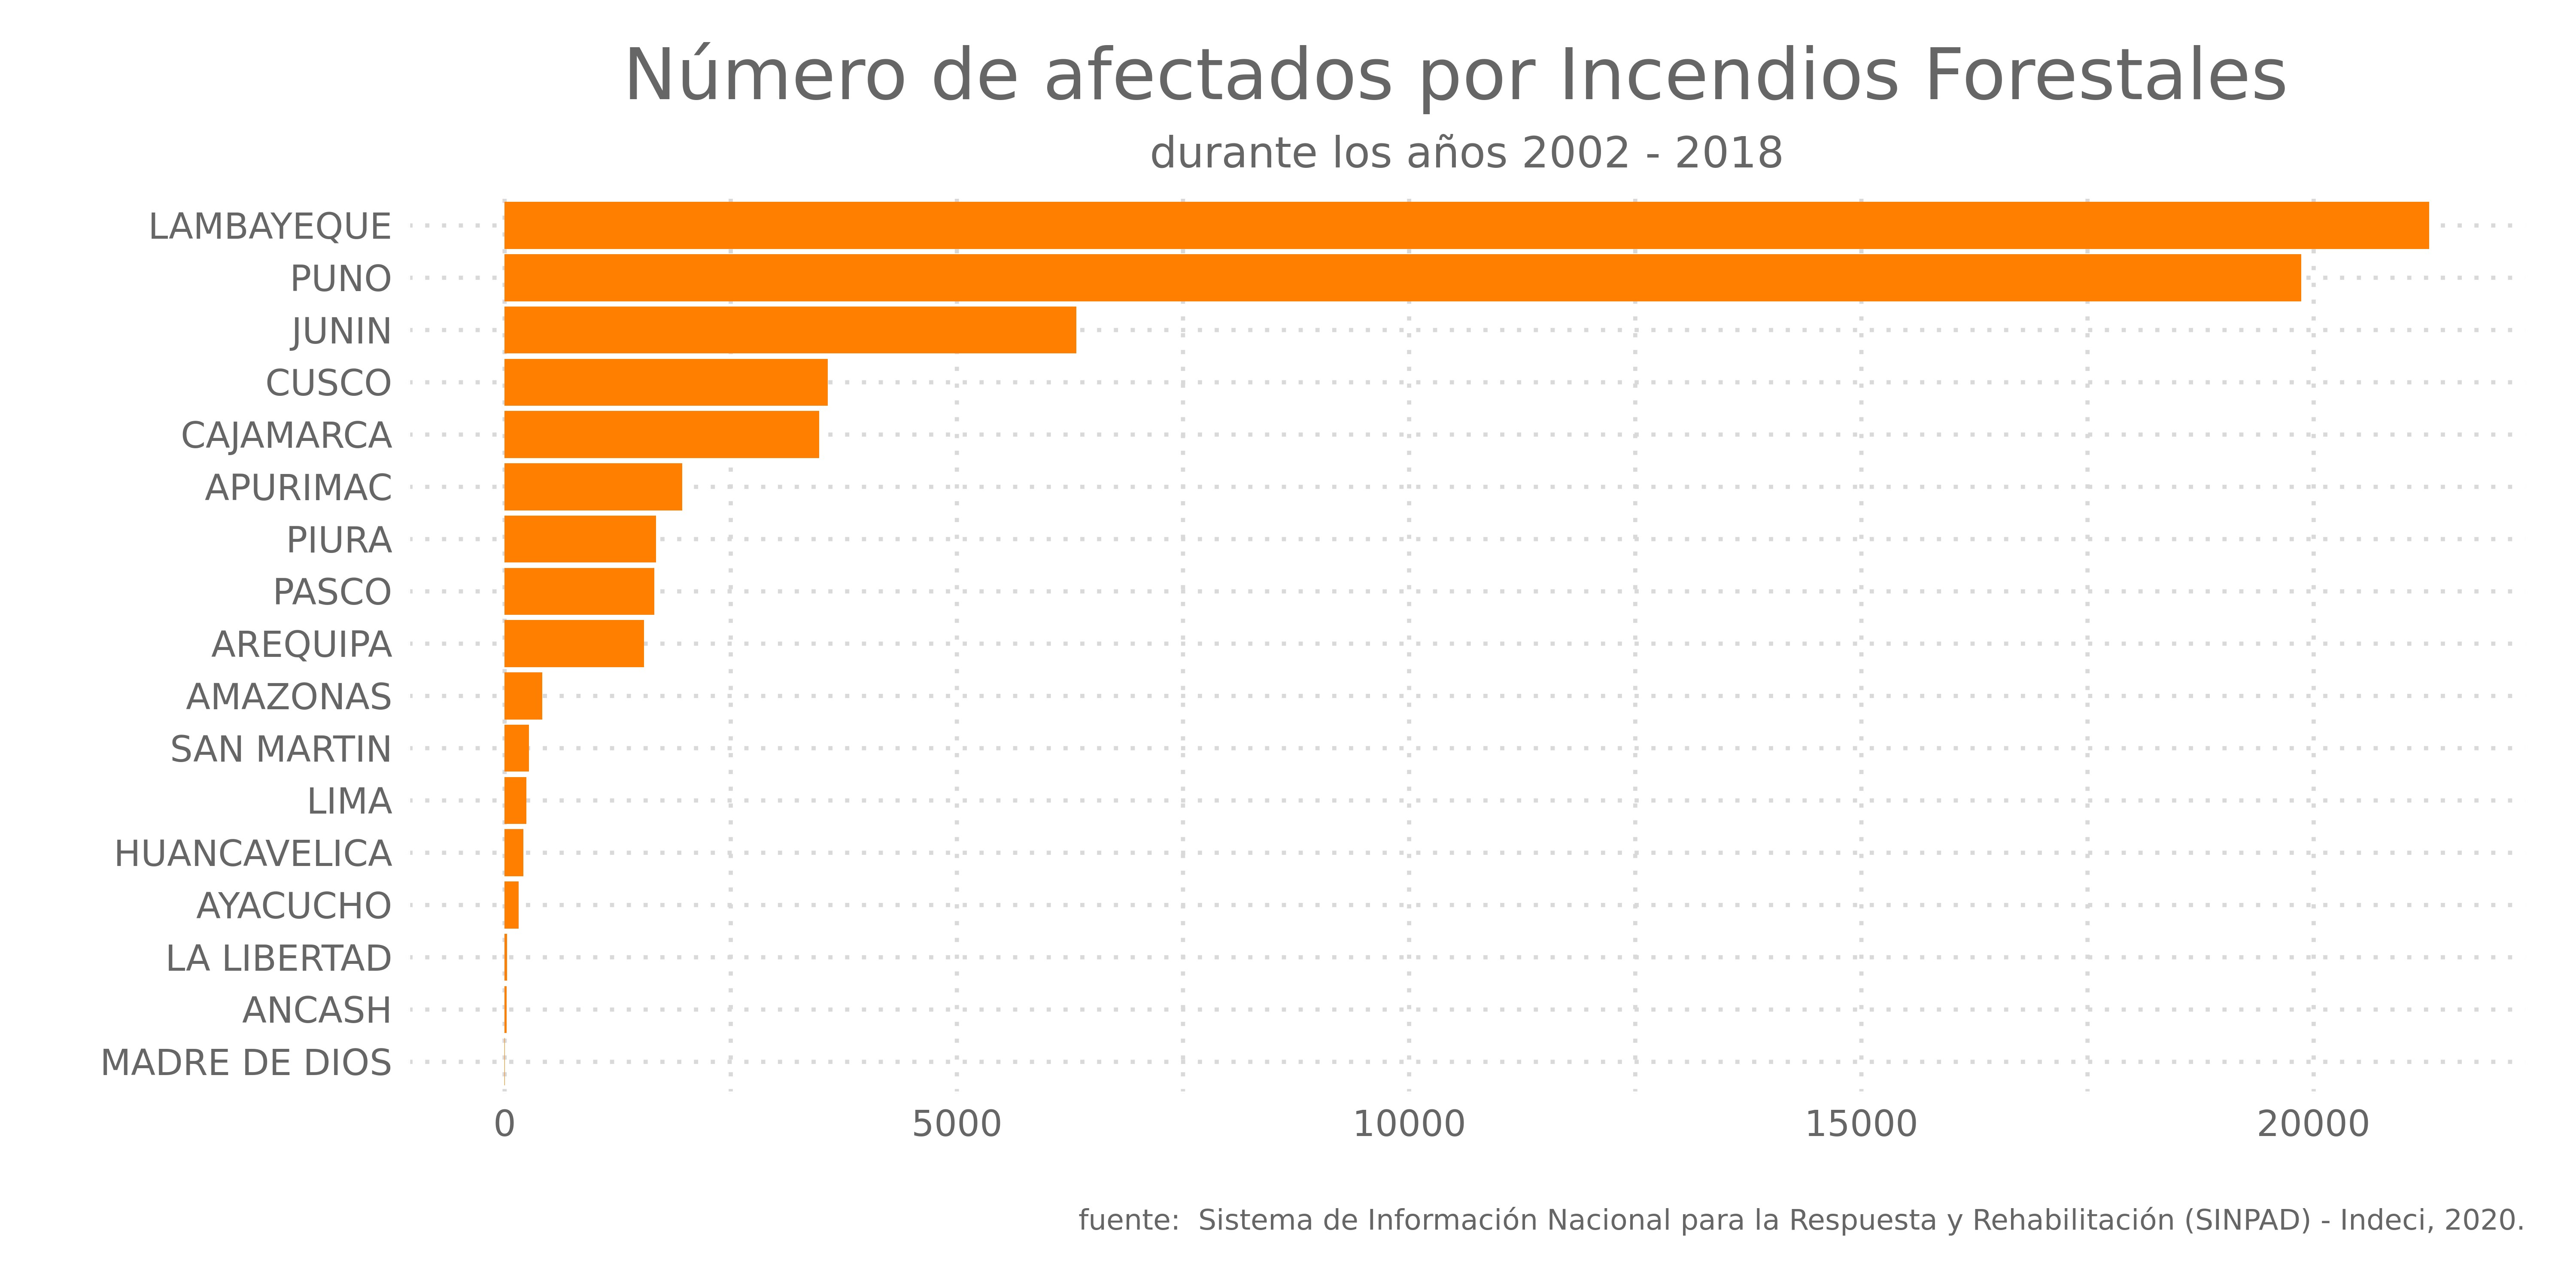 Número de afectados por Incendios Forestales
durante los años 2002 - 2018
LAMBAYEQUE
PUNO
JUNIN
CUSCO
CAJAMARCA
APURIMAC
PIURA
PASCO
AREQUIPA
AMAZONAS
SAN MARTIN
LIMA
HUANCAVELICA
AYACUCHO
LA LIBERTAD
ANCASH
MADRE DE DIOS
0 5000 10000 15000 20000
fuente:  Sistema de Información Nacional para la Respuesta y Rehabilitación (SINPAD) - Indeci, 2020.